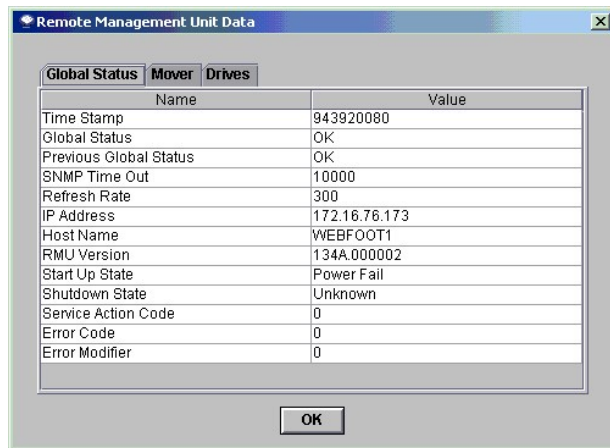 Remote Management Unit Data
Global Status Mover Drives
Name Value
Time Stamp 943920080
Global Status OK
Previous Global Status OK
SNMP Time Out 10000
Refresh Rate 300
IP Address 172.16.76.173
Host Name WEBFOOT1
RMU Version 134A.000002
Start Up State Power Fail
Shutdown State Unknown
Service Action Code 0
Error Code 0
Error Modifier 0
OK